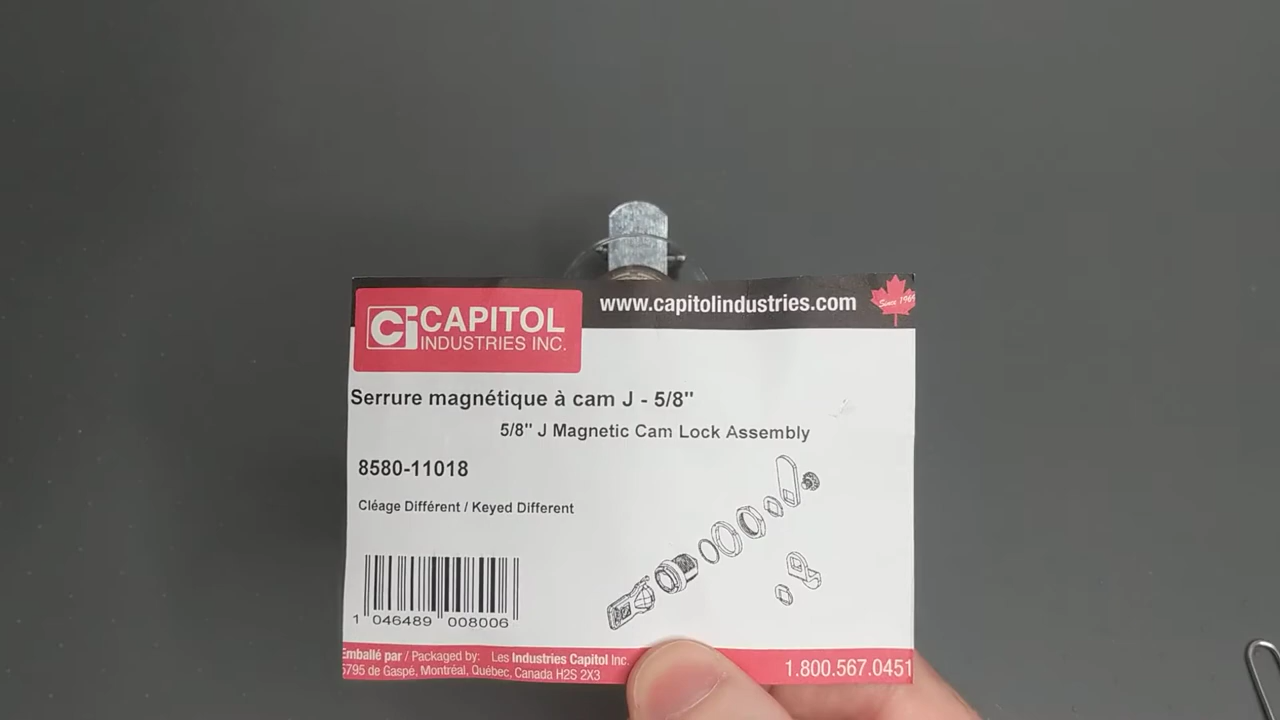 Ci CAPITOL
INDUSTRIES INC.
www.capitolindustries.com
Since 1969
Serrure magnétique à cam J - 5/8"
5/8" J Magnetic Cam Lock Assembly
8580-11018
Cléage Différent / Keyed Different
1 046489 008006
Emballé par / Packaged by: Les Industries Capitol Inc.
5795 de Gaspé, Montréal, Québec, Canada H2S 2X3
1.800.567.0451